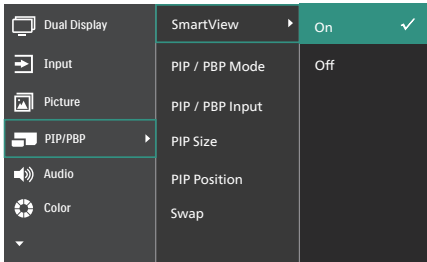 Dual Display
Input
Picture
PIP/PBP
Audio
Color
SmartView
PIP / PBP Mode
PIP / PBP Input
PIP Size
PIP Position
Swap
On
Off